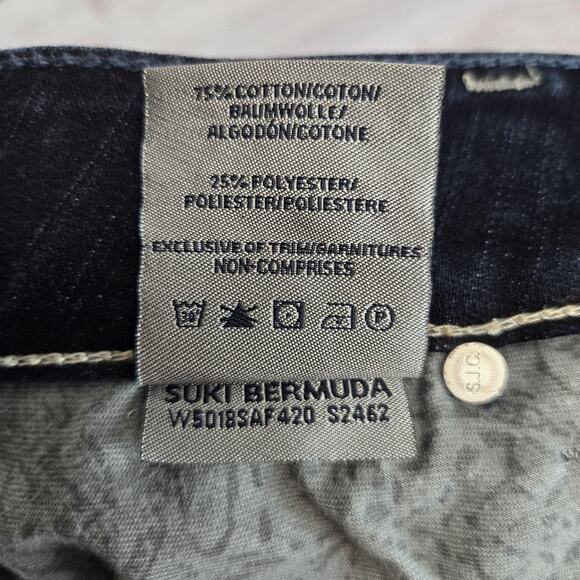 75% COTTON/COTON/
BAUMWOLLE/
ALGODÓN/COTONE
25% POLYESTER/
POLIESTER/POLIESTERE
EXCLUSIVE OF TRIM/GARNITURES
NON-COMPRISES
30°
P
SUKI BERMUDA
W5018SAF420 S2462
S.J.C.